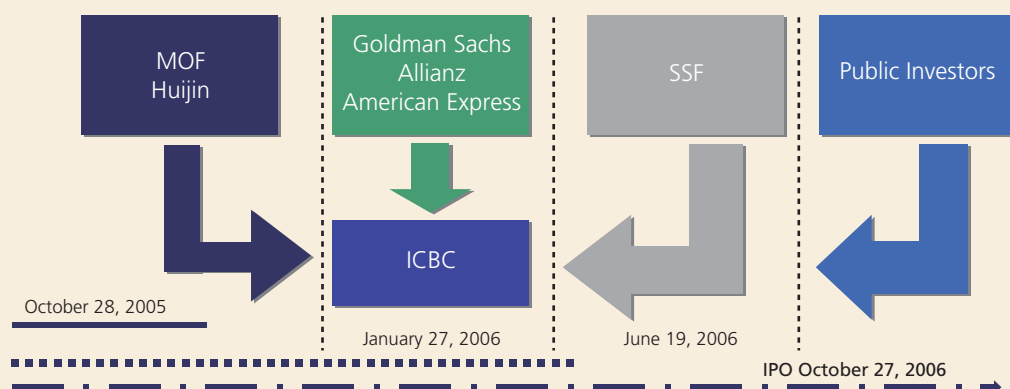 MOF
Huijin
Goldman Sachs
Allianz
American Express
SSF
Public Investors
ICBC
October 28, 2005
January 27, 2006
June 19, 2006
IPO October 27, 2006